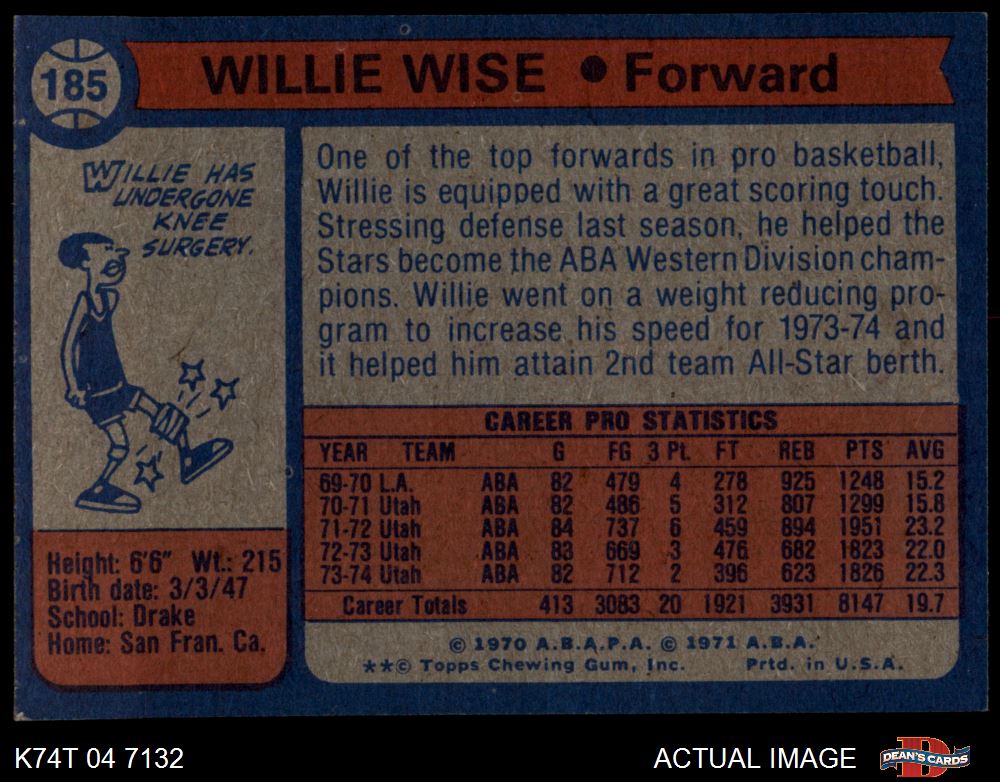 185
WILLIE WISE ● Forward
WILLIE HAS
UNDERGONE
KNEE
SURGERY.
One of the top forwards in pro basketball,
Willie is equipped with a great scoring touch.
Stressing defense last season, he helped the
Stars become the ABA Western Division cham-
pions. Willie went on a weight reducing pro-
gram to increase his speed for 1973-74 and
it helped him attain 2nd team All-Star berth.
CAREER PRO STATISTICS
YEAR TEAM G FG 3 Pt. FT REB PTS AVG
69-70 L.A. ABA 82 479 4 278 925 1248 15.2
70-71 Utah ABA 82 486 5 312 807 1299 15.8
71-72 Utah ABA 84 737 6 459 894 1951 23.2
72-73 Utah ABA 83 669 3 476 682 1823 22.0
73-74 Utah ABA 82 712 2 396 623 1826 22.3
Career Totals 413 3083 20 1921 3931 8147 19.7
Height: 6'6" Wt.: 215
Birth date: 3/3/47
School: Drake
Home: San Fran. Ca.
© 1970 A.B.A.P.A. © 1971 A.B.A.
**© Topps Chewing Gum, Inc. Prtd. in U.S.A.
K74T 04 7132
ACTUAL IMAGE
D
DEAN'S CARDS